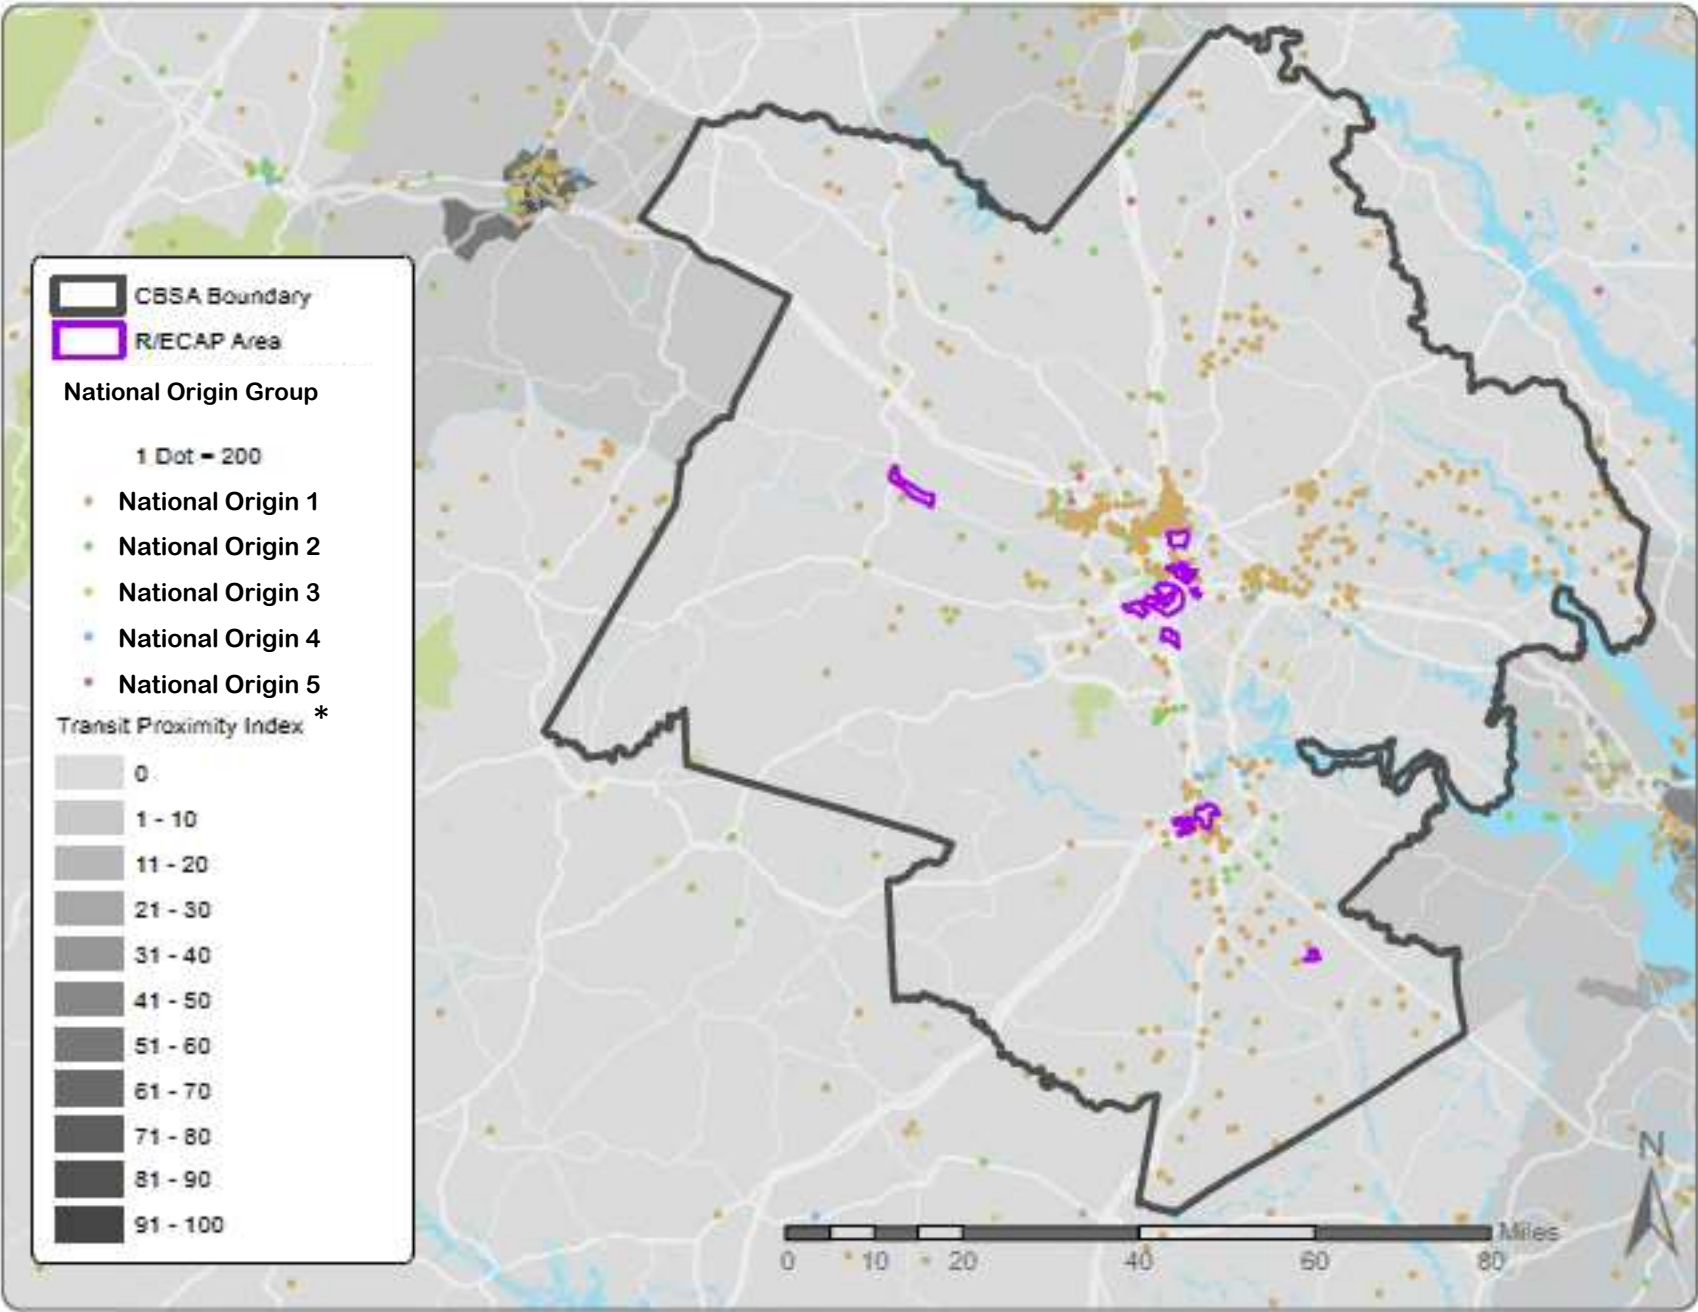 CBSA Boundary
R/ECAP Area
National Origin Group
1 Dot = 200
National Origin 1
National Origin 2
National Origin 3
National Origin 4
National Origin 5
Transit Proximity Index *
0
1 - 10
11 - 20
21 - 30
31 - 40
41 - 50
51 - 60
61 - 70
71 - 80
81 - 90
91 - 100
N
Miles
0 10 20 40 60 80